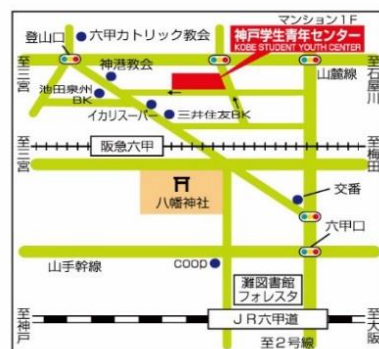 マンション1F
神戸学生青年センター
KOBE STUDENT YOUTH CENTER
六甲カトリック教会
登山口
至三宮
至石屋川
神港教会
山麓線
池田泉州
BK
イカリスーパー
三井住友BK
阪急六甲
至三宮
至梅田
八幡神社
交番
六甲口
山手幹線
coop
灘図書館
フォレスタ
至神戸
JR六甲道
至大阪
至2号線